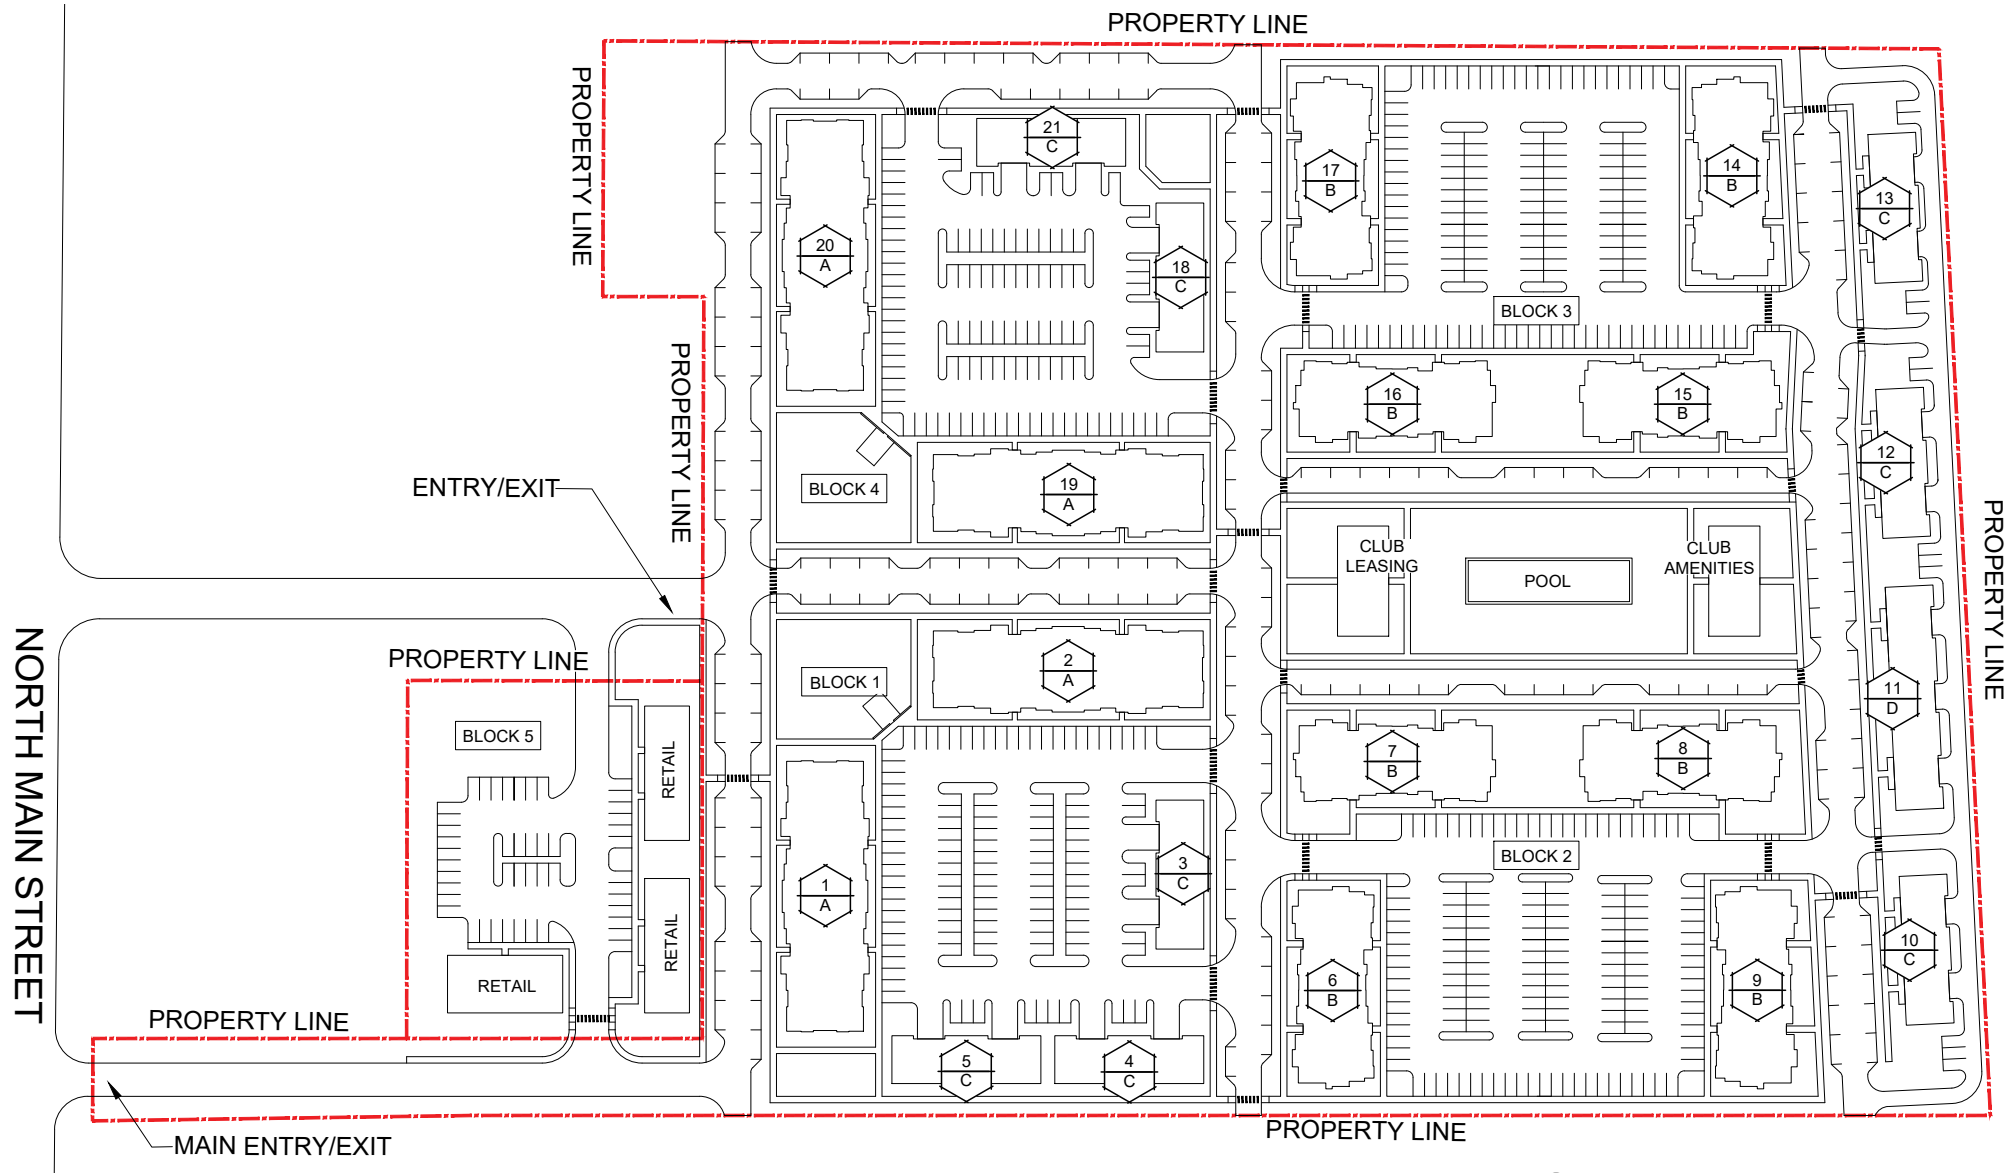 PROPERTY LINE
PROPERTY LINE
21
C
17
B
14
B
13
C
20
A
18
C
BLOCK 3
PROPERTY LINE
16
B
15
B
12
C
ENTRY/EXIT
BLOCK 4
19
A
CLUB
LEASING
POOL
CLUB
AMENITIES
PROPERTY LINE
NORTH MAIN STREET
PROPERTY LINE
BLOCK 1
2
A
11
D
BLOCK 5
RETAIL
7
B
8
B
BLOCK 2
1
A
3
C
RETAIL
RETAIL
6
B
9
B
10
C
PROPERTY LINE
5
C
4
C
MAIN ENTRY/EXIT
PROPERTY LINE